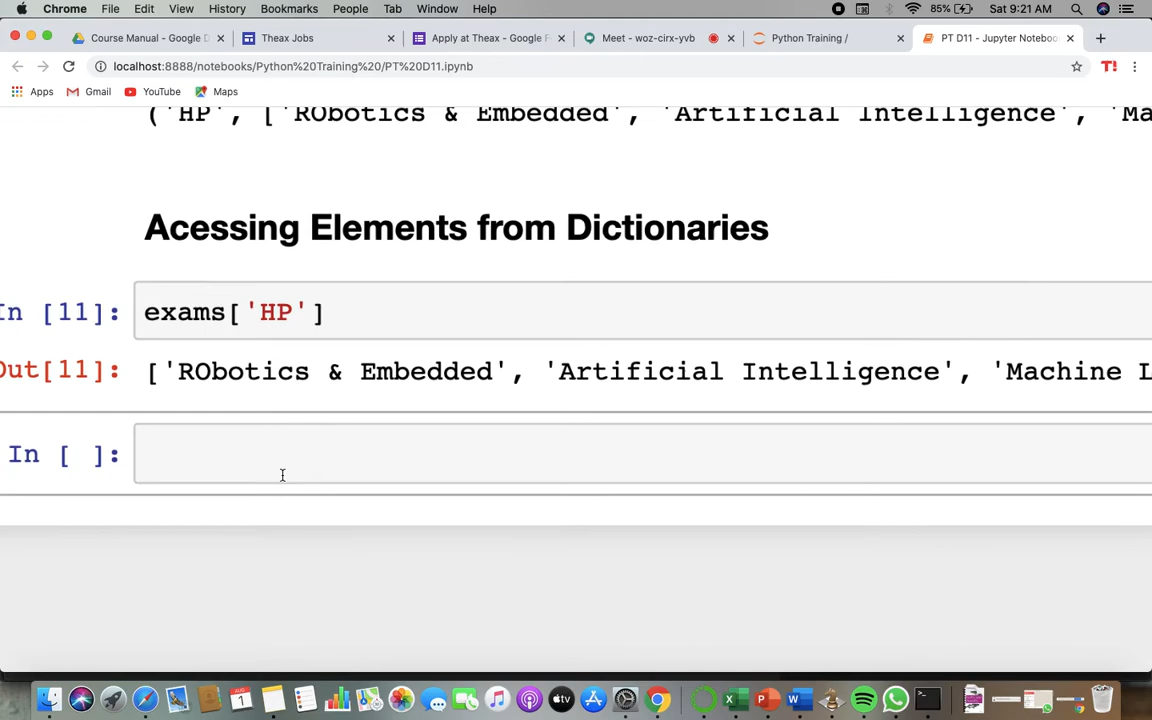 Chrome File Edit View History Bookmarks People Tab Window Help 85% Sat 9:21 AM
Course Manual - Google D Theax Jobs Apply at Theax - Google F Meet - woz-cirx-yvb Python Training / PT D11 - Jupyter Noteboo
localhost:8888/notebooks/Python%20Training%20/PT%20D11.ipynb T!
Apps Gmail YouTube Maps
('HP', ['RObotics & Embedded', 'Artificial Intelligence', 'Ma
Acessing Elements from Dictionaries
In [11]: exams['HP']
Out[11]: ['RObotics & Embedded', 'Artificial Intelligence', 'Machine L
In [ ]: